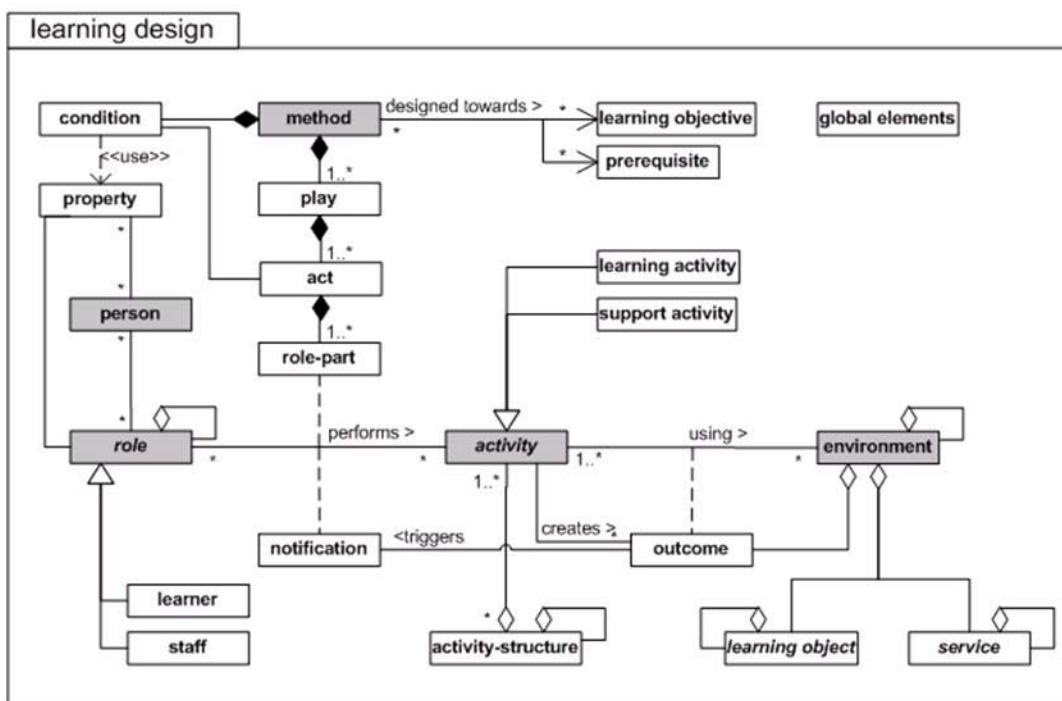 learning design
condition
method
designed towards >
*
*
learning objective
global elements
<<use>>
*
prerequisite
1..*
property
play
*
1..*
learning activity
act
*
person
support activity
*
1..*
role-part
*
performs >
using >
role
activity
environment
*
*
1..*
*
1..*
creates >
*
notification
<triggers
outcome
learner
*
staff
activity-structure
learning object
service